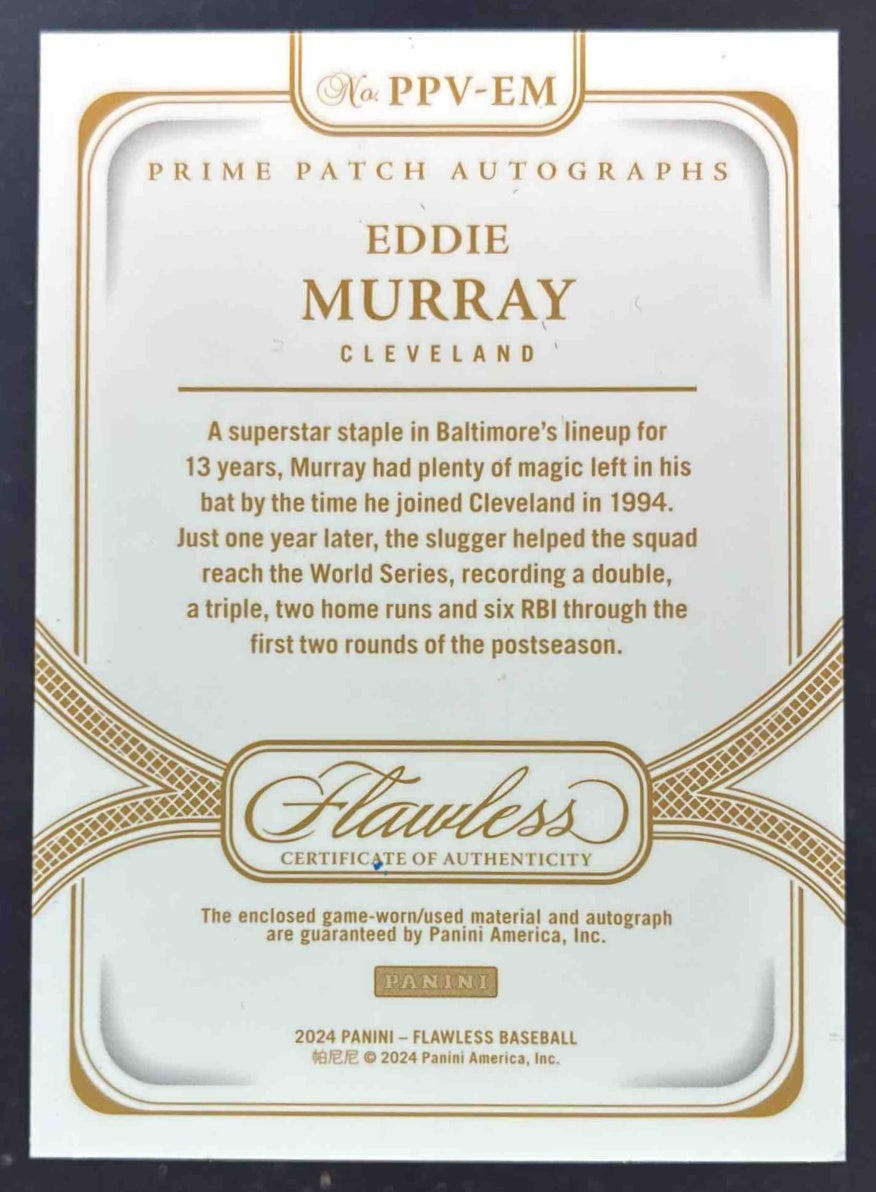 No. PPV-EM
PRIME PATCH AUTOGRAPHS
EDDIE
MURRAY
CLEVELAND
A superstar staple in Baltimore's lineup for
13 years, Murray had plenty of magic left in his
bat by the time he joined Cleveland in 1994.
Just one year later, the slugger helped the squad
reach the World Series, recording a double,
a triple, two home runs and six RBI through the
first two rounds of the postseason.
Flawless
CERTIFICATE OF AUTHENTICITY
The enclosed game-worn/used material and autograph
are guaranteed by Panini America, Inc.
PANINI
2024 PANINI – FLAWLESS BASEBALL
帕尼尼 © 2024 Panini America, Inc.